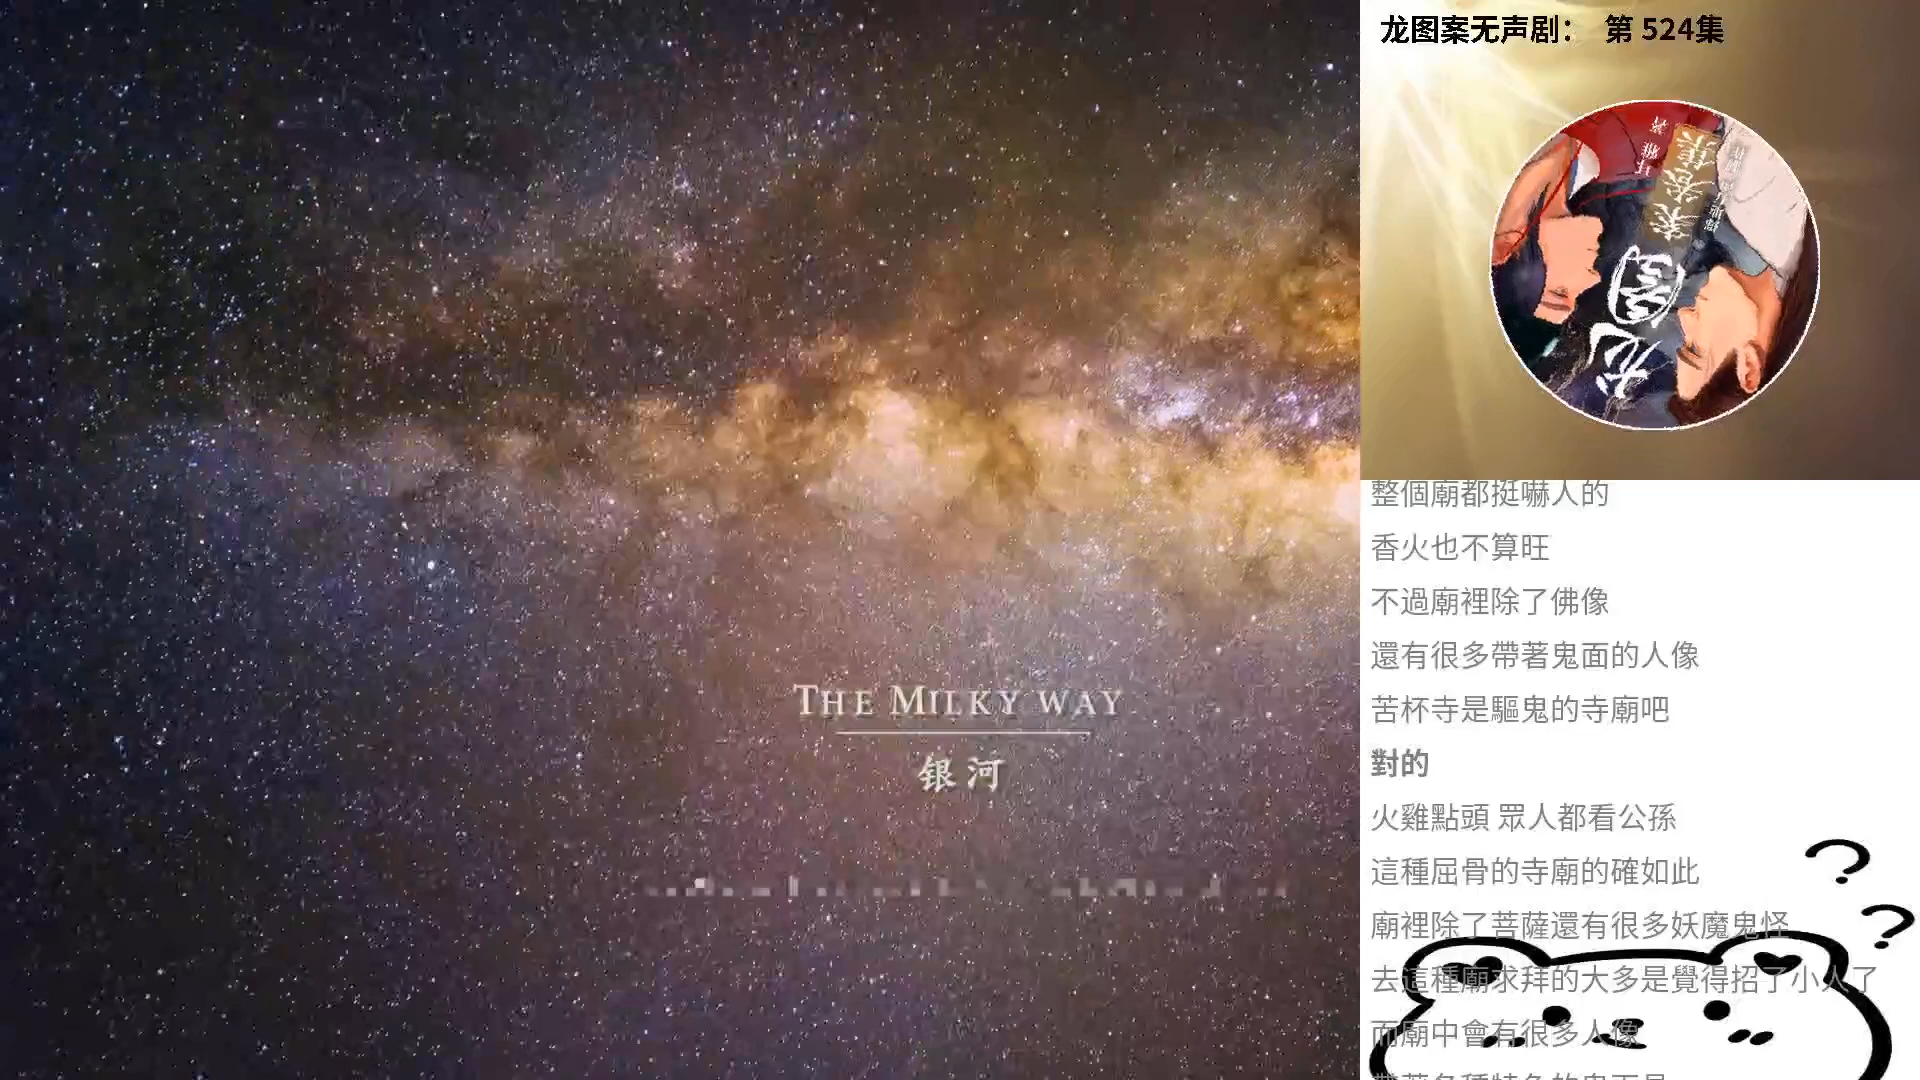 THE MILKY WAY
银河
龙图案无声剧： 第 524集
龙图案卷集
整個廟都挺嚇人的
香火也不算旺
不過廟裡除了佛像
還有很多帶著鬼面的人像
苦杯寺是驅鬼的寺廟吧
對的
火雞點頭 眾人都看公孫
這種屈骨的寺廟的確如此
廟裡除了菩薩還有很多妖魔鬼怪
去這種廟求拜的大多是覺得招了小人了
而廟中會有很多人像